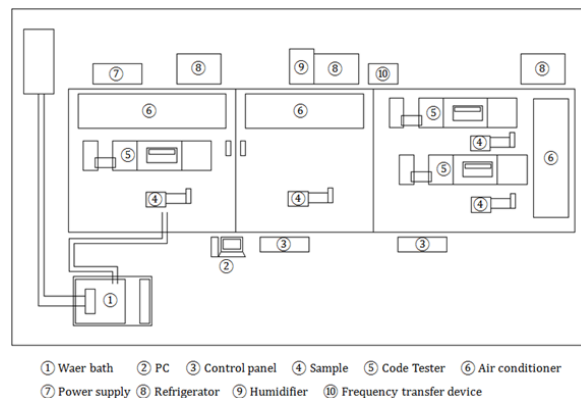 ⑨
⑦ ⑧ ⑧ ⑩ ⑧
⑥ ⑥ ⑤
⑤ ④ ⑥
⑤
④ ④ ④
② ③ ③
①
① Waer bath ② PC ③ Control panel ④ Sample ⑤ Code Tester ⑥ Air conditioner
⑦ Power supply ⑧ Refrigerator ⑨ Humidifier ⑩ Frequency transfer device